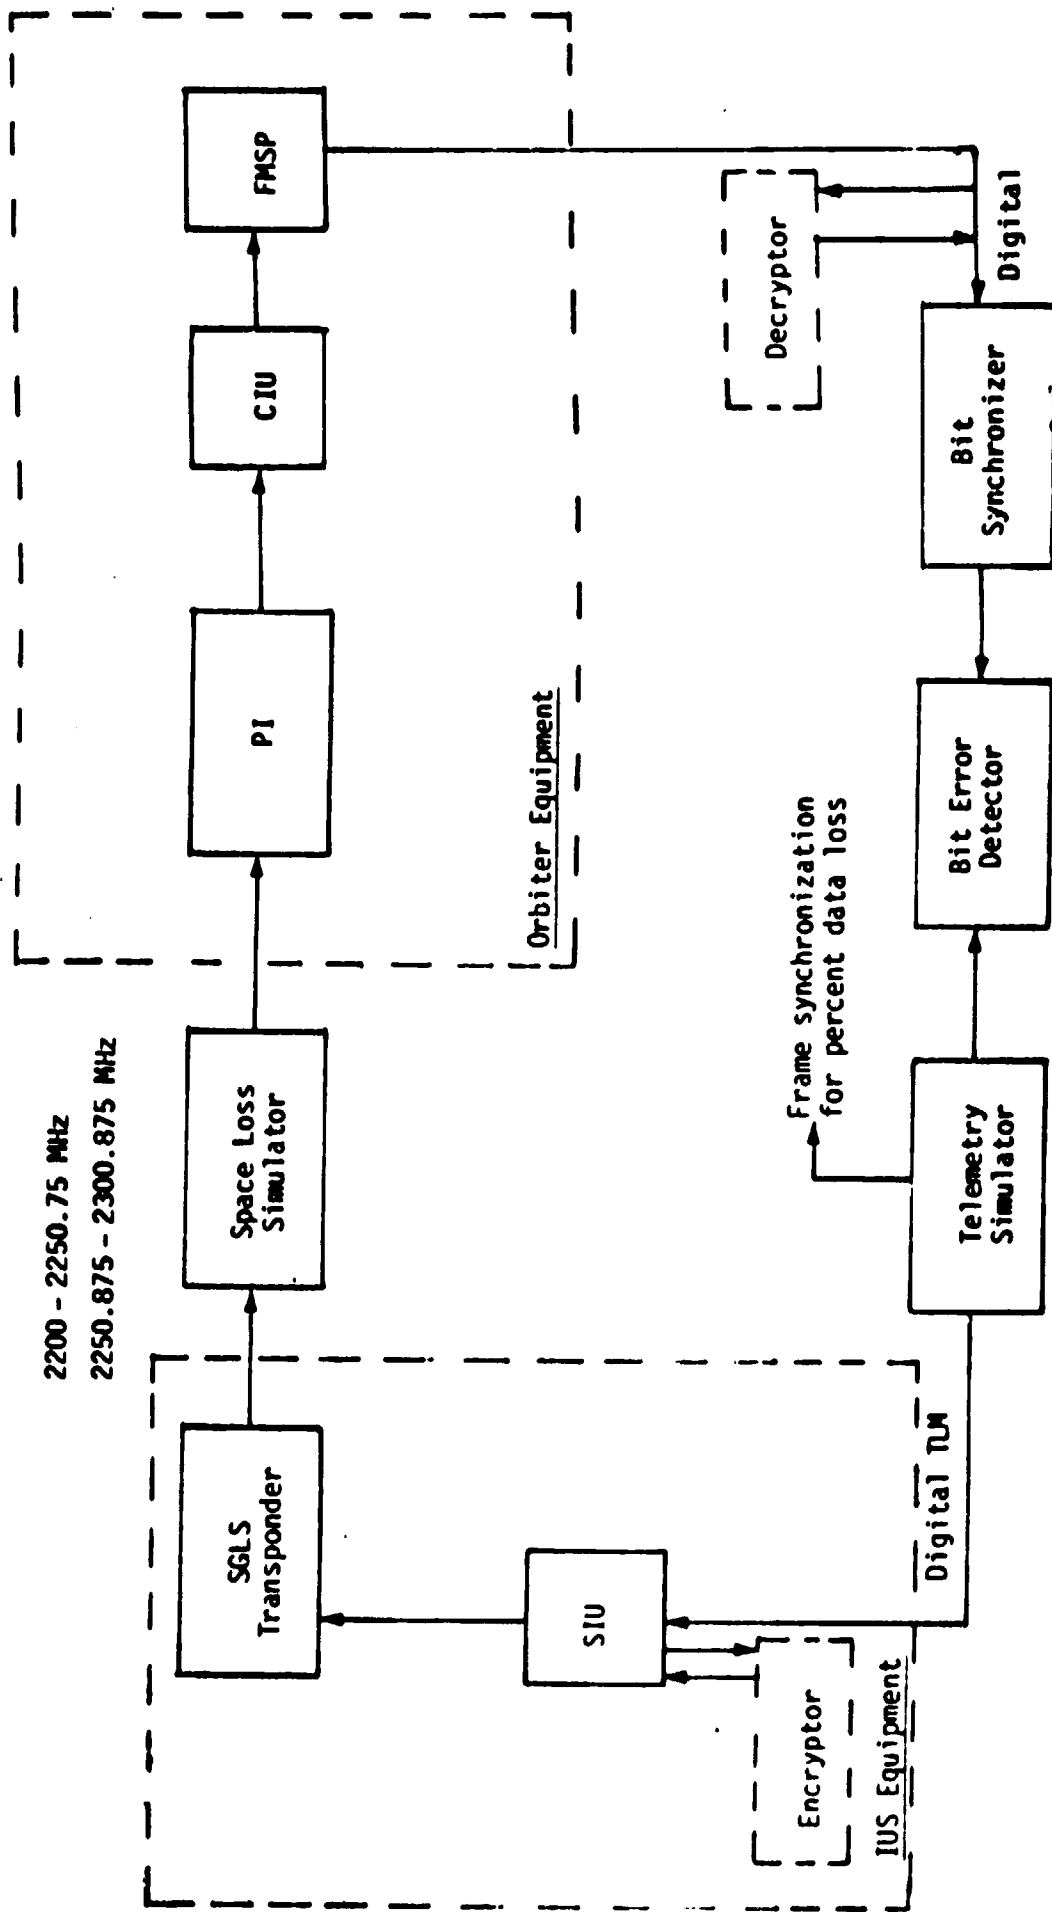 2200 - 2250.75 MHz
2250.875 - 2300.875 MHz
SGLS
Transponder
Space Loss
Simulator
PI
CIU
FMSP
SIU
Orbiter Equipment
Encryptor
IUS Equipment
Digital TLM
Frame synchronization
for percent data loss
Decryptor
Telemetry
Simulator
Bit Error
Detector
Bit
Synchronizer
Digital